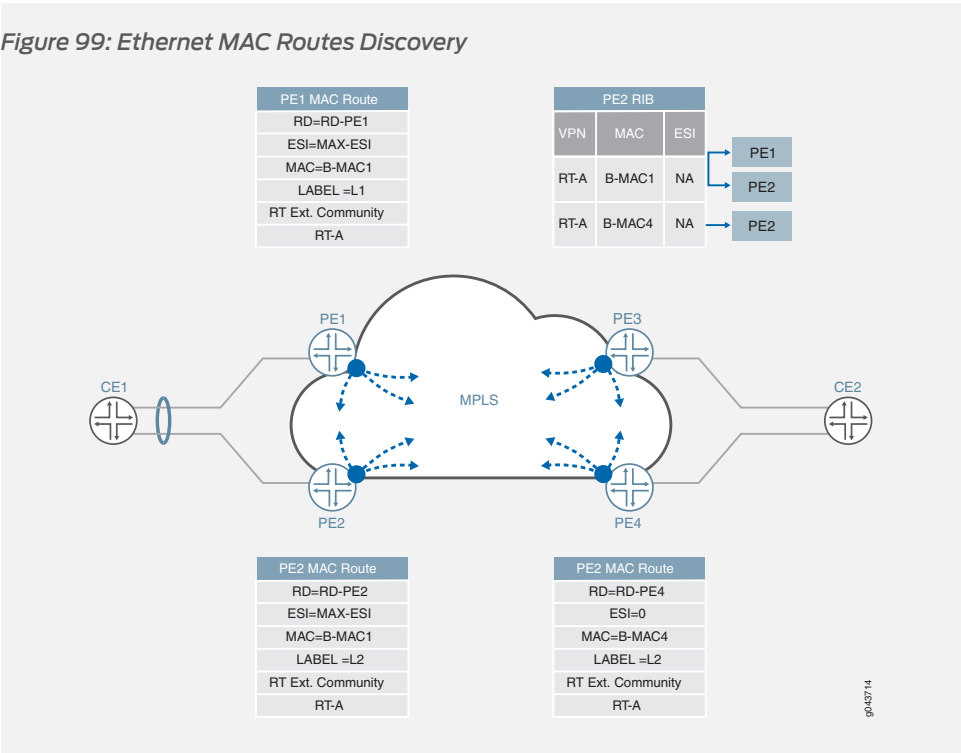 Figure 99: Ethernet MAC Routes Discovery
PE1 MAC Route
RD=RD-PE1
ESI=MAX-ESI
MAC=B-MAC1
LABEL =L1
RT Ext. Community
RT-A
PE2 RIB
VPN MAC ESI
RT-A B-MAC1 NA
PE1
PE2
RT-A B-MAC4 NA
PE2
PE1
PE3
CE1
MPLS
CE2
PE2
PE4
PE2 MAC Route
RD=RD-PE2
ESI=MAX-ESI
MAC=B-MAC1
LABEL =L2
RT Ext. Community
RT-A
PE2 MAC Route
RD=RD-PE4
ESI=0
MAC=B-MAC4
LABEL =L2
RT Ext. Community
RT-A
g043714